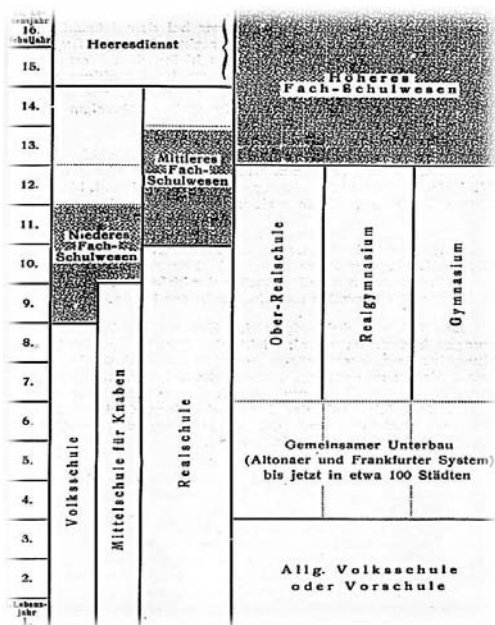 16.
Schuljahr
15.
14.
13.
12.
11.
10.
9.
8.
7.
6.
5.
4.
3.
2.
Lebens-
jahr
1.
Heeresdienst
Höheres
Fach-Schulwesen
Mittleres
Fach-
Schulwesen
Niederes
Fach-
Schulwesen
Volksschule
Mittelschule für Knaben
Realschule
Ober-Realschule
Realgymnasium
Gymnasium
Gemeinsamer Unterbau
(Altonaer und Frankfurter System)
bis jetzt in etwa 100 Städten
Allg. Volksschule
oder Vorschule